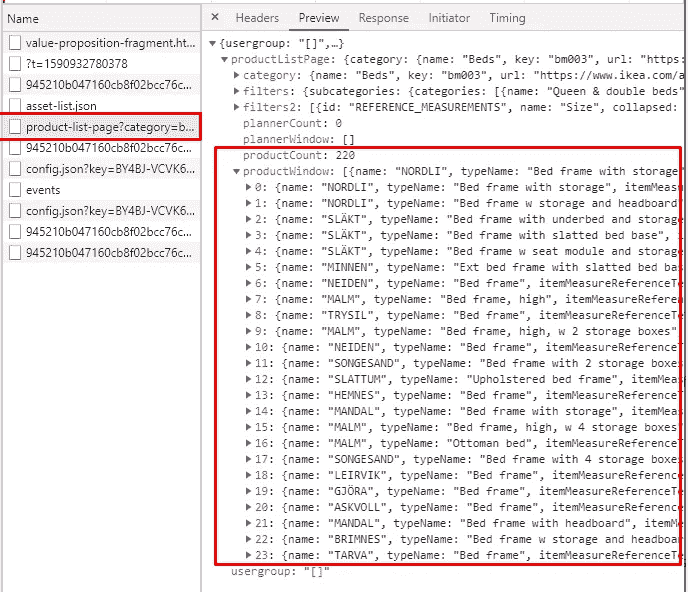 Name
value-proposition-fragment.ht...
?t=1590932780378
945210b047160cb8f02bcc76c...
asset-list.json
product-list-page?category=b...
945210b047160cb8f02bcc76c...
config.json?key=BY4BJ-VCVK6...
events
config.json?key=BY4BJ-VCVK6...
945210b047160cb8f02bcc76c...
945210b047160cb8f02bcc76c...
× Headers Preview Response Initiator Timing
▼{usergroup: "[]",…}
▼productListPage: {category: {name: "Beds", key: "bm003", url: "https:
▶category: {name: "Beds", key: "bm003", url: "https://www.ikea.com/a
▶filters: {subcategories: {categories: [{name: "Queen & double beds"
▶filters2: [{id: "REFERENCE_MEASUREMENTS", name: "Size", collapsed:
plannerCount: 0
plannerWindow: []
productCount: 220
▼productWindow: [{name: "NORDLI", typeName: "Bed frame with storage"
▶0: {name: "NORDLI", typeName: "Bed frame with storage", itemMeasu
▶1: {name: "NORDLI", typeName: "Bed frame w storage and headboard"
▶2: {name: "SLÄKT", typeName: "Bed frame with underbed and storage
▶3: {name: "SLÄKT", typeName: "Bed frame with slatted bed base", i
▶4: {name: "SLÄKT", typeName: "Bed frame w seat module and storage
▶5: {name: "MINNEN", typeName: "Ext bed frame with slatted bed bas
▶6: {name: "NEIDEN", typeName: "Bed frame", itemMeasureReferenceTe
▶7: {name: "MALM", typeName: "Bed frame, high", itemMeasureReferen
▶8: {name: "TRYSIL", typeName: "Bed frame", itemMeasureReferenceTe
▶9: {name: "MALM", typeName: "Bed frame, high, w 2 storage boxes"
▶10: {name: "NEIDEN", typeName: "Bed frame", itemMeasureReferenceT
▶11: {name: "SONGESAND", typeName: "Bed frame with 2 storage boxes
▶12: {name: "SLATTUM", typeName: "Upholstered bed frame", itemMeas
▶13: {name: "HEMNES", typeName: "Bed frame", itemMeasureReferenceT
▶14: {name: "MANDAL", typeName: "Bed frame with storage", itemMeas
▶15: {name: "MALM", typeName: "Bed frame, high, w 4 storage boxes"
▶16: {name: "MALM", typeName: "Ottoman bed", itemMeasureReferenceT
▶17: {name: "SONGESAND", typeName: "Bed frame with 4 storage boxes
▶18: {name: "LEIRVIK", typeName: "Bed frame", itemMeasureReference
▶19: {name: "GJÖRA", typeName: "Bed frame", itemMeasureReferenceTe
▶20: {name: "ASKVOLL", typeName: "Bed frame", itemMeasureReference
▶21: {name: "MANDAL", typeName: "Bed frame with headboard", itemMe
▶22: {name: "BRIMNES", typeName: "Bed frame w storage and headboar
▶23: {name: "TARVA", typeName: "Bed frame", itemMeasureReferenceTe
usergroup: "[]"